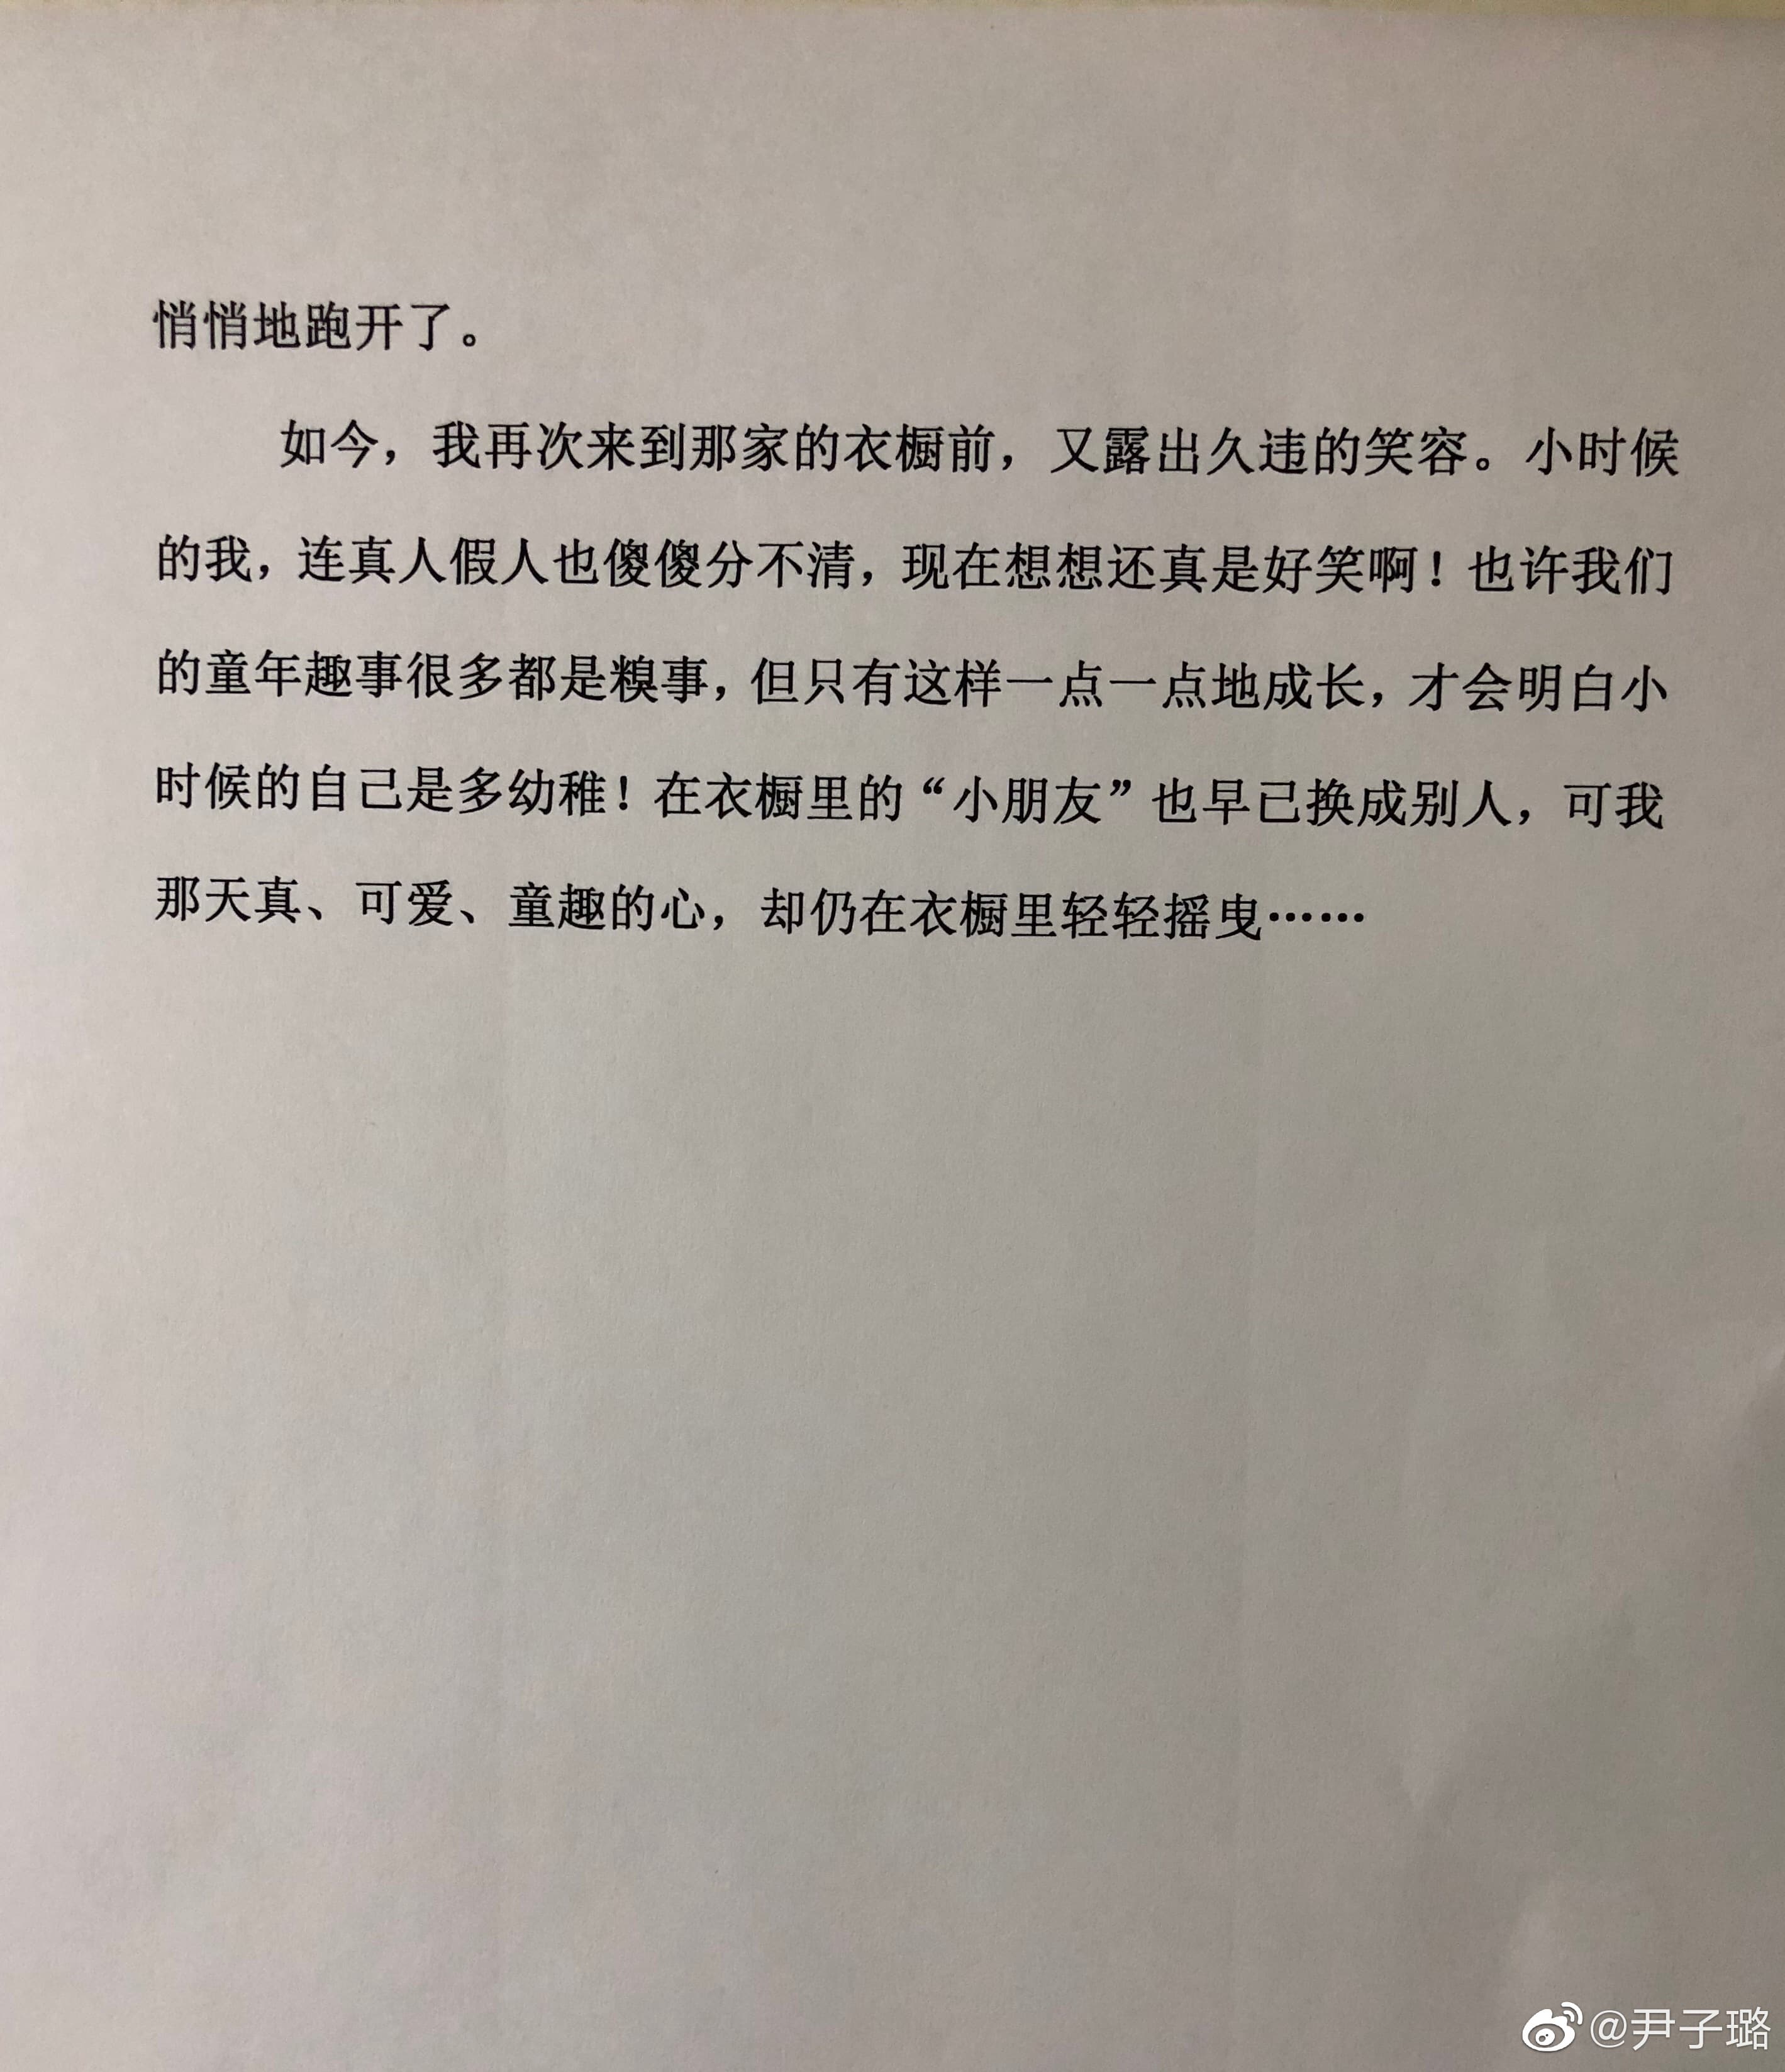 悄悄地跑开了。
如今，我再次来到那家的衣橱前，又露出久违的笑容。小时候
的我，连真人假人也傻傻分不清，现在想想还真是好笑啊！也许我们
的童年趣事很多都是糗事，但只有这样一点一点地成长，才会明白小
时候的自己是多幼稚！在衣橱里的“小朋友”也早已换成别人，可我
那天真、可爱、童趣的心，却仍在衣橱里轻轻摇曳……
@尹子璐